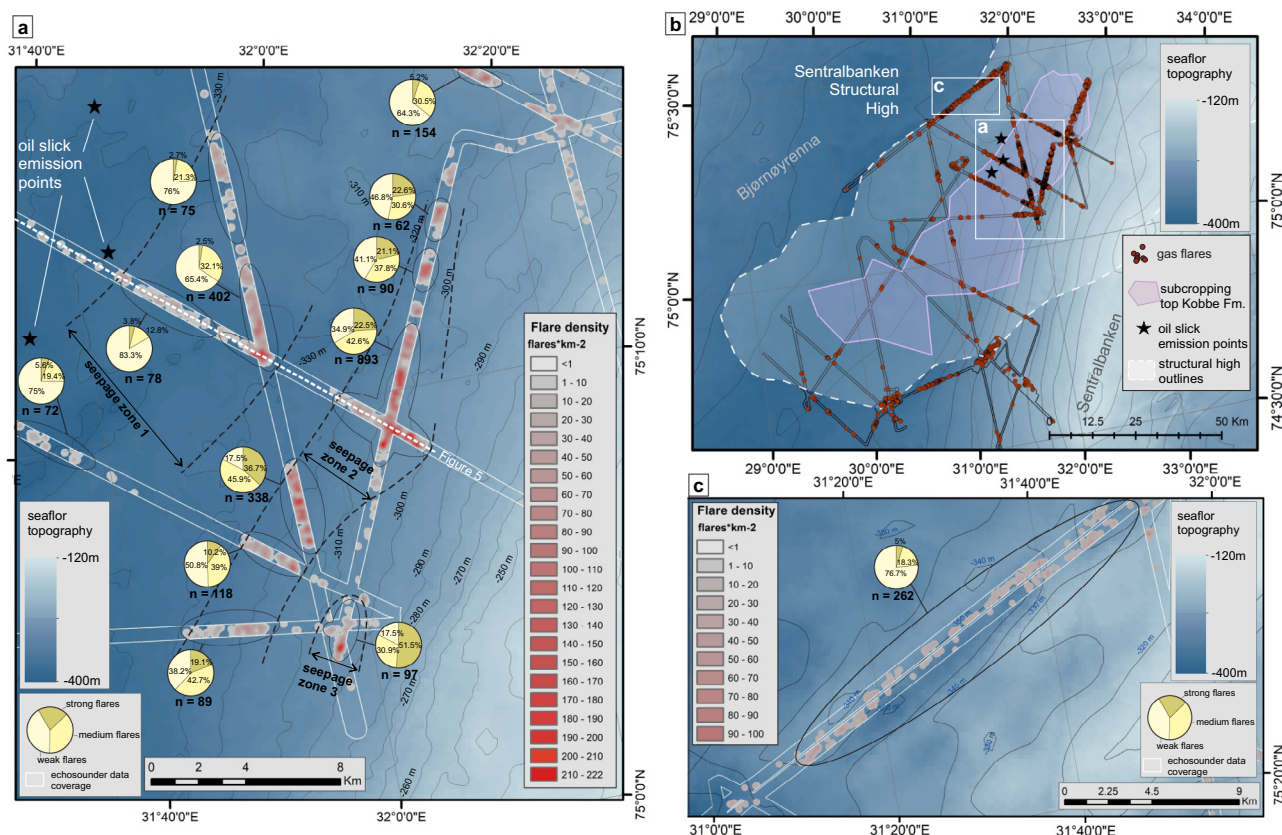 a
31°40'0"E
32°0'0"E
32°20'0"E
-330 m
5.2%
30.5%
64.3%
n = 154
oil slick
emission
points
2.7%
21.3%
76%
n = 75
-310 m
46.8%
22.6%
30.6%
n = 62
-320 m
2.5%
32.1%
65.4%
n = 402
41.1%
21.1%
37.8%
n = 90
-300 m
3.8%
12.8%
83.3%
n = 78
34.9%
22.5%
42.6%
n = 893
-330 m
-290 m
75°10'0"N
5.6%
19.4%
75%
n = 72
seepage zone 1
seepage
zone 2
Figure 5
17.5%
36.7%
45.9%
n = 338
-300 m
-310 m
E
10.2%
50.8%
39%
n = 118
-290 m
-270 m
-250 m
-280 m
17.5%
51.5%
30.9%
n = 97
seepage
zone 3
19.1%
38.2%
42.7%
n = 89
-270 m
-260 m
Flare density
flares*km-2
<1
1 - 10
10 - 20
20 - 30
30 - 40
40 - 50
50 - 60
60 - 70
70 - 80
80 - 90
90 - 100
100 - 110
110 - 120
120 - 130
130 - 140
140 - 150
150 - 160
160 - 170
170 - 180
180 - 190
190 - 200
200 - 210
210 - 222
seaflor
topography
-120m
-400m
strong flares
medium flares
weak flares
echosounder data
coverage
0 2 4 8
Km
31°40'0"E
32°0'0"E
75°0'0"N
b
29°0'0"E
30°0'0"E
31°0'0"E
32°0'0"E
33°0'0"E
34°0'0"E
75°30'0"N
75°0'0"N
Sentralbanken
Structural
High
c
a
Bjørnøyrenna
Sentralbanken
seaflor
topography
-120m
-400m
75°0'0"N
74°30'0"N
gas flares
subcropping
top Kobbe Fm.
oil slick
emission points
structural high
outlines
0 12.5 25 50 Km
29°0'0"E
30°0'0"E
31°0'0"E
32°0'0"E
33°0'0"E
c
31°20'0"E
31°40'0"E
32°0'0"E
Flare density
flares*km-2
<1
1 - 10
10 - 20
20 - 30
30 - 40
40 - 50
50 - 60
60 - 70
70 - 80
80 - 90
90 - 100
5%
18.3%
76.7%
n = 262
-340 m
-330 m
-320 m
-340 m
seaflor
topography
-120m
-400m
strong flares
medium flares
weak flares
echosounder data
coverage
0 2.25 4.5 9
Km
31°0'0"E
31°20'0"E
31°40'0"E
75°20'0"N